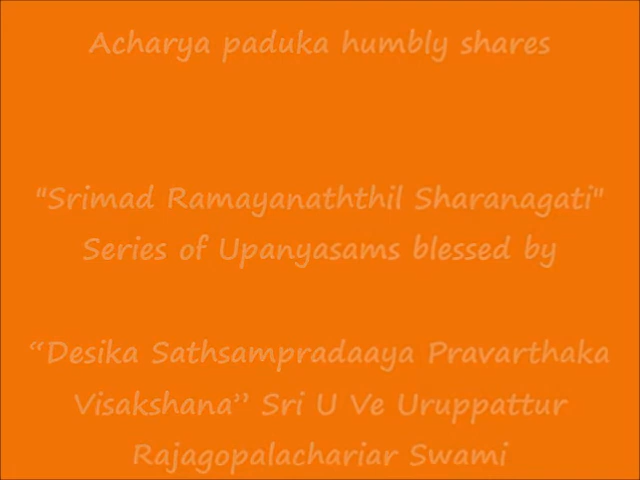 Acharya paduka humbly shares
"Srimad Ramayanaththil Sharanagati"
Series of Upanyasams blessed by
“Desika Sathsampradaaya Pravarthaka
Visakshana” Sri U Ve Uruppattur
Rajagopalachariar Swami